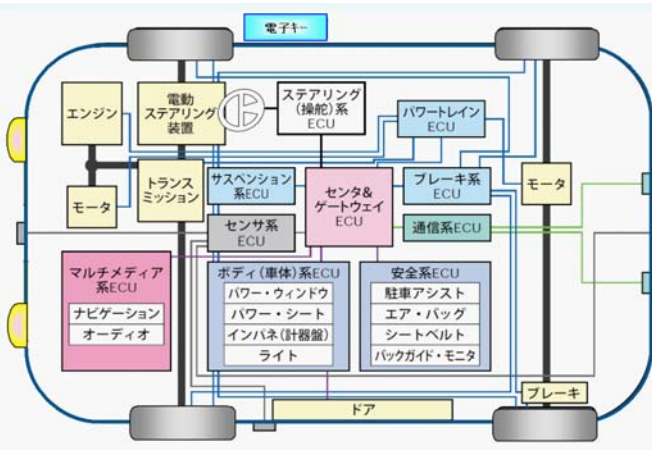 電子キー
エンジン
電動
ステアリング
装置
ステアリング
(操舵)系
ECU
パワートレイン
ECU
モータ
トランス
ミッション
サスペンション
系ECU
センタ&
ゲートウェイ
ECU
ブレーキ系
ECU
モータ
センサ系
ECU
通信系ECU
マルチメディア
系ECU
ナビゲーション
オーディオ
ボディ(車体)系ECU
パワー・ウィンドウ
パワー・シート
インパネ(計器盤)
ライト
安全系ECU
駐車アシスト
エア・バッグ
シートベルト
バックガイド・モニタ
ブレーキ
ドア